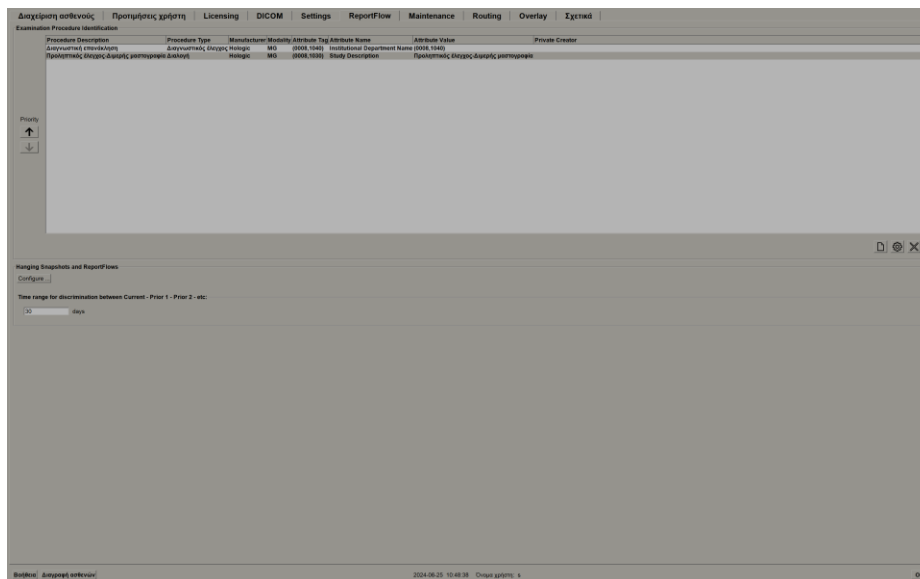 Διαχείριση ασθενούς Προτιμήσεις χρήστη Licensing DICOM Settings ReportFlow Maintenance Routing Overlay Σχετικά
Examination Procedure Identification
Procedure Description Procedure Type Manufacturer Modality Attribute Tag Attribute Name Attribute Value Private Creator
Διαγνωστική επανάκληση Διαγνωστικός έλεγχος Hologic MG (0008,1040) Institutional Department Name (0008,1040)
Προληπτικός έλεγχος-Διμερής μαστογραφία Διαλογή Hologic MG (0008,1030) Study Description Προληπτικός έλεγχος-Διμερής μαστογραφία
Priority
Hanging Snapshots and ReportFlows
Configure ...
Time range for discrimination between Current - Prior 1 - Prior 2 - etc:
30 days
Βοήθεια Διαγραφή ασθενών 2024-06-25 10:48:38 Όνομα χρήστη: s